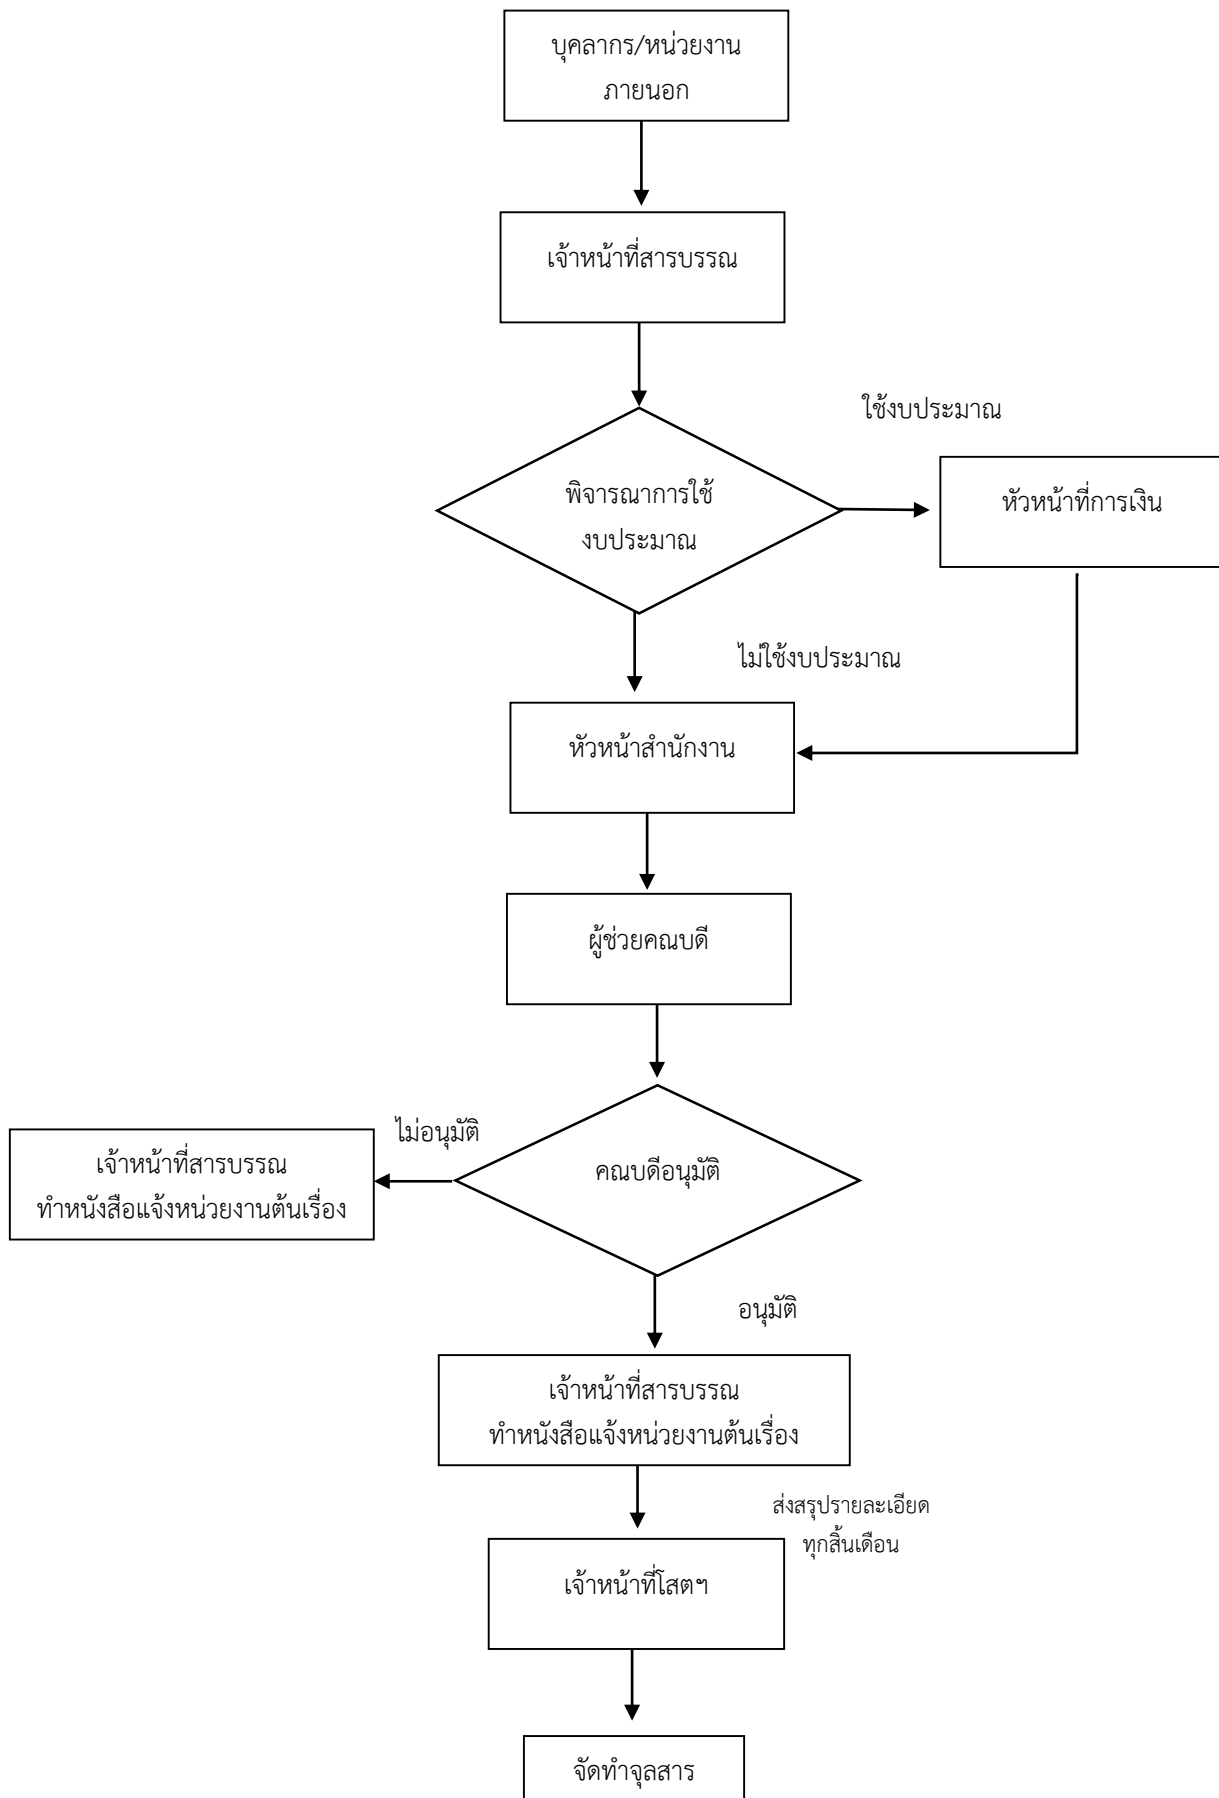 บุคลากร/หน่วยงาน
ภายนอก
เจ้าหน้าที่สารบรรณ
ใช้งบประมาณ
พิจารณาการใช้
งบประมาณ
หัวหน้าที่การเงิน
ไม่ใช้งบประมาณ
หัวหน้าสำนักงาน
ผู้ช่วยคณบดี
ไม่อนุมัติ
เจ้าหน้าที่สารบรรณ
ทำหนังสือแจ้งหน่วยงานต้นเรื่อง
คณบดีอนุมัติ
อนุมัติ
เจ้าหน้าที่สารบรรณ
ทำหนังสือแจ้งหน่วยงานต้นเรื่อง
ส่งสรุปรายละเอียด
ทุกสิ้นเดือน
เจ้าหน้าที่โสตฯ
จัดทำจุลสาร